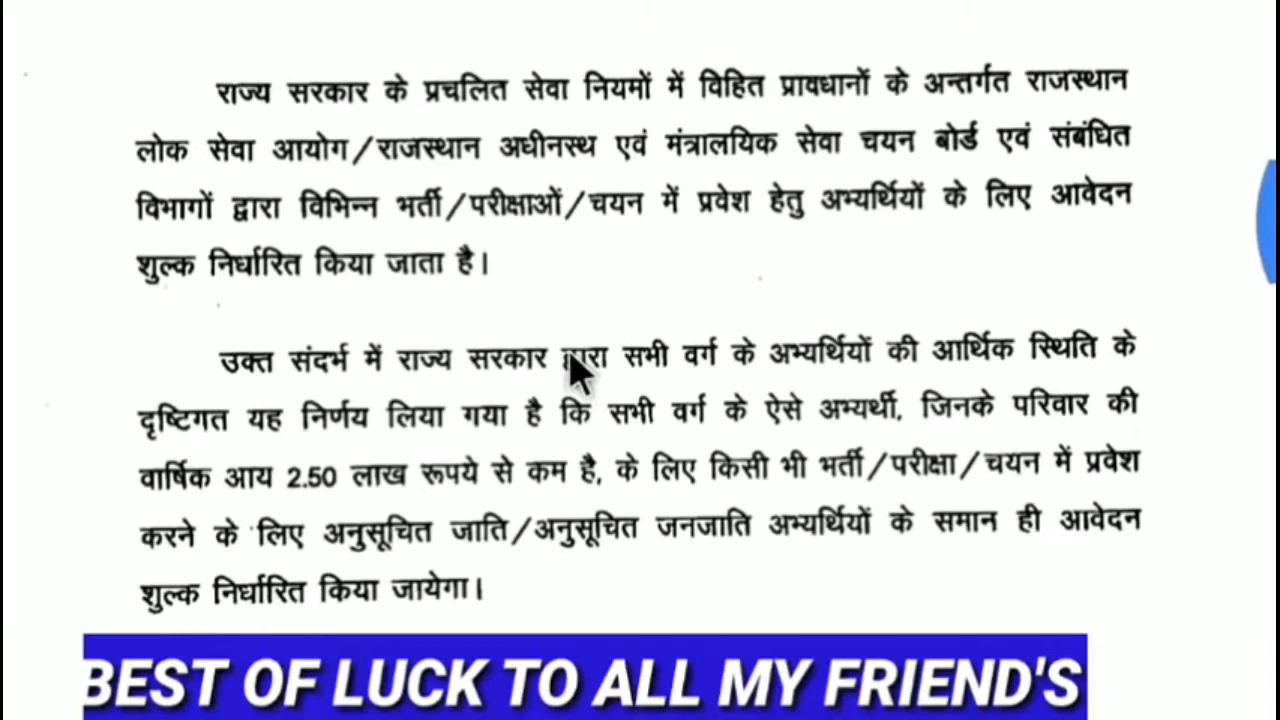 राज्य सरकार के प्रचलित सेवा नियमों में विहित प्रावधानों के अन्तर्गत राजस्थान
लोक सेवा आयोग/राजस्थान अधीनस्थ एवं मंत्रालयिक सेवा चयन बोर्ड एवं संबंधित
विभागों द्वारा विभिन्न भर्ती/परीक्षाओं/चयन में प्रवेश हेतु अभ्यर्थियों के लिए आवेदन
शुल्क निर्धारित किया जाता है।
उक्त संदर्भ में राज्य सरकार द्वारा सभी वर्ग के अभ्यर्थियों की आर्थिक स्थिति के
दृष्टिगत यह निर्णय लिया गया है कि सभी वर्ग के ऐसे अभ्यर्थी, जिनके परिवार की
वार्षिक आय 2.50 लाख रूपये से कम है, के लिए किसी भी भर्ती/परीक्षा/चयन में प्रवेश
करने के लिए अनुसूचित जाति/अनुसूचित जनजाति अभ्यर्थियों के समान ही आवेदन
शुल्क निर्धारित किया जायेगा।
BEST OF LUCK TO ALL MY FRIEND'S